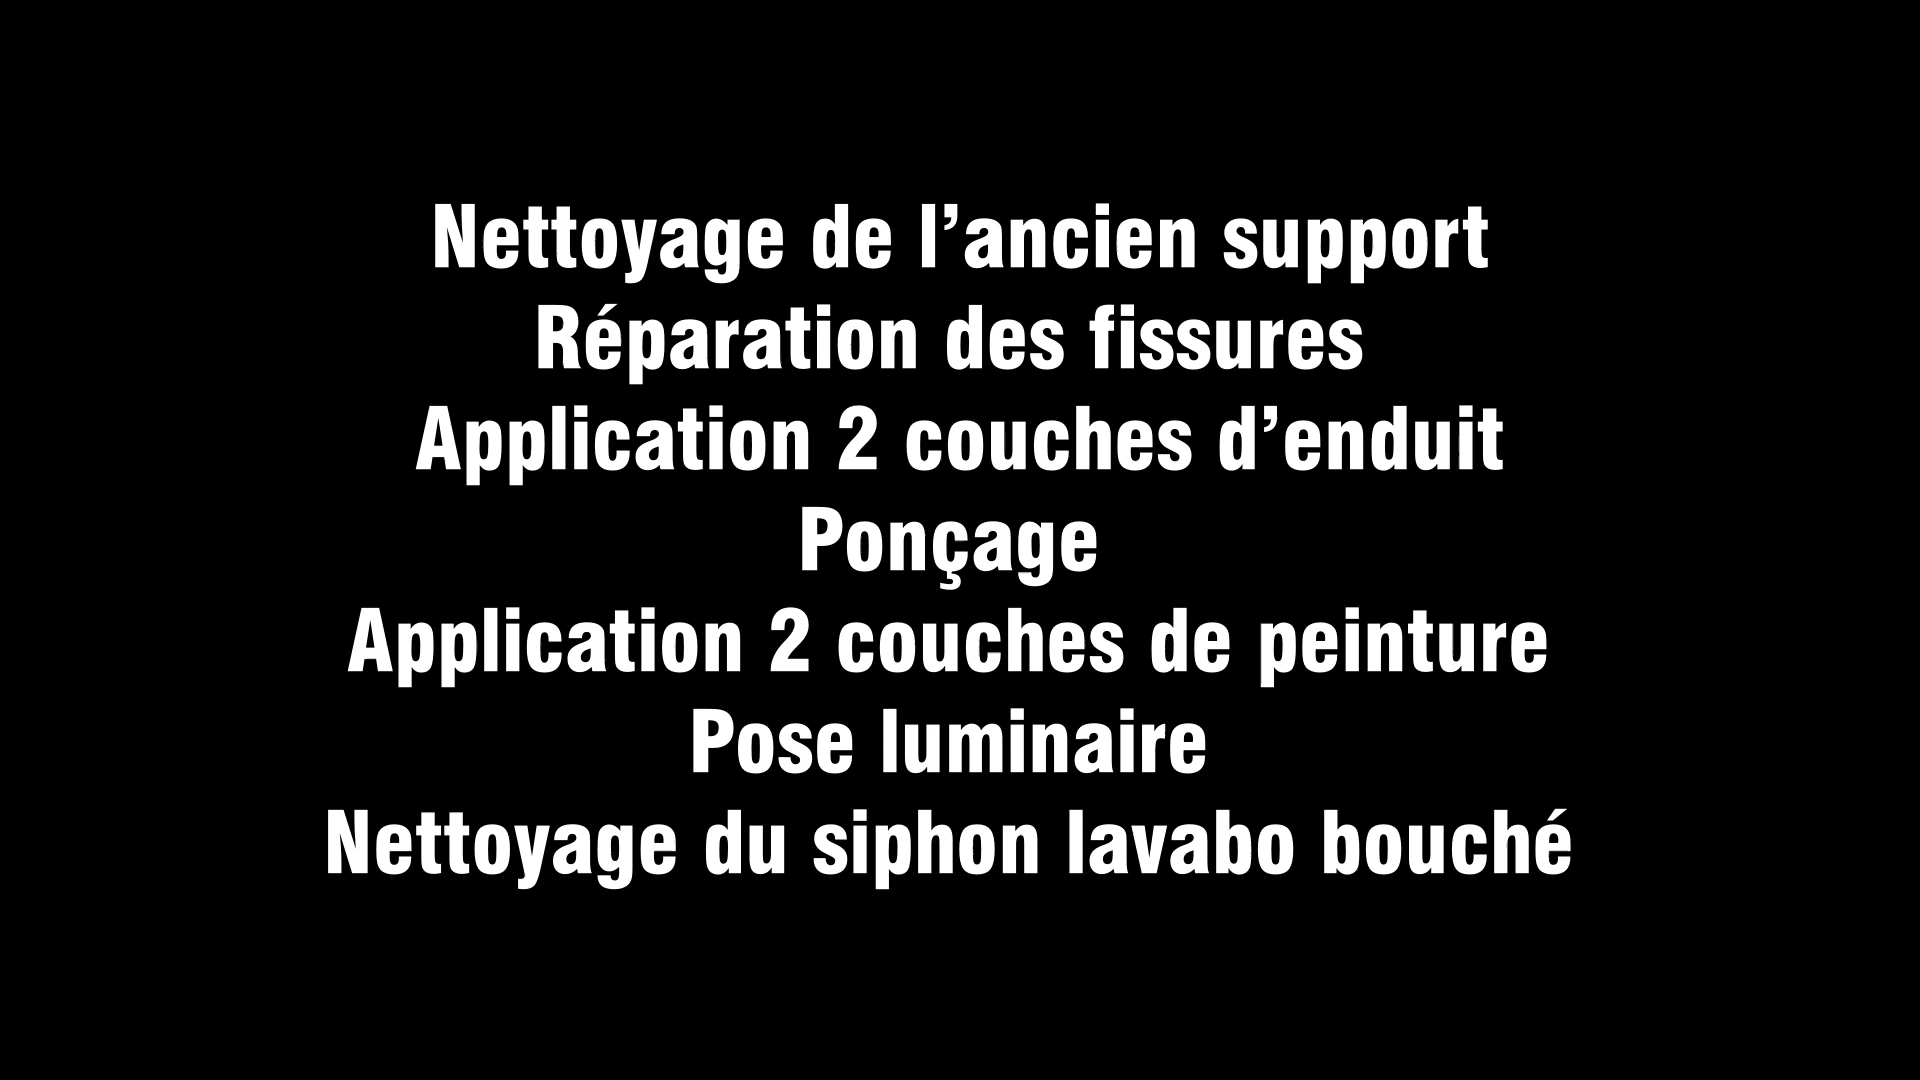 Nettoyage de l’ancien support
Réparation des fissures
Application 2 couches d’enduit
Ponçage
Application 2 couches de peinture
Pose luminaire
Nettoyage du siphon lavabo bouché